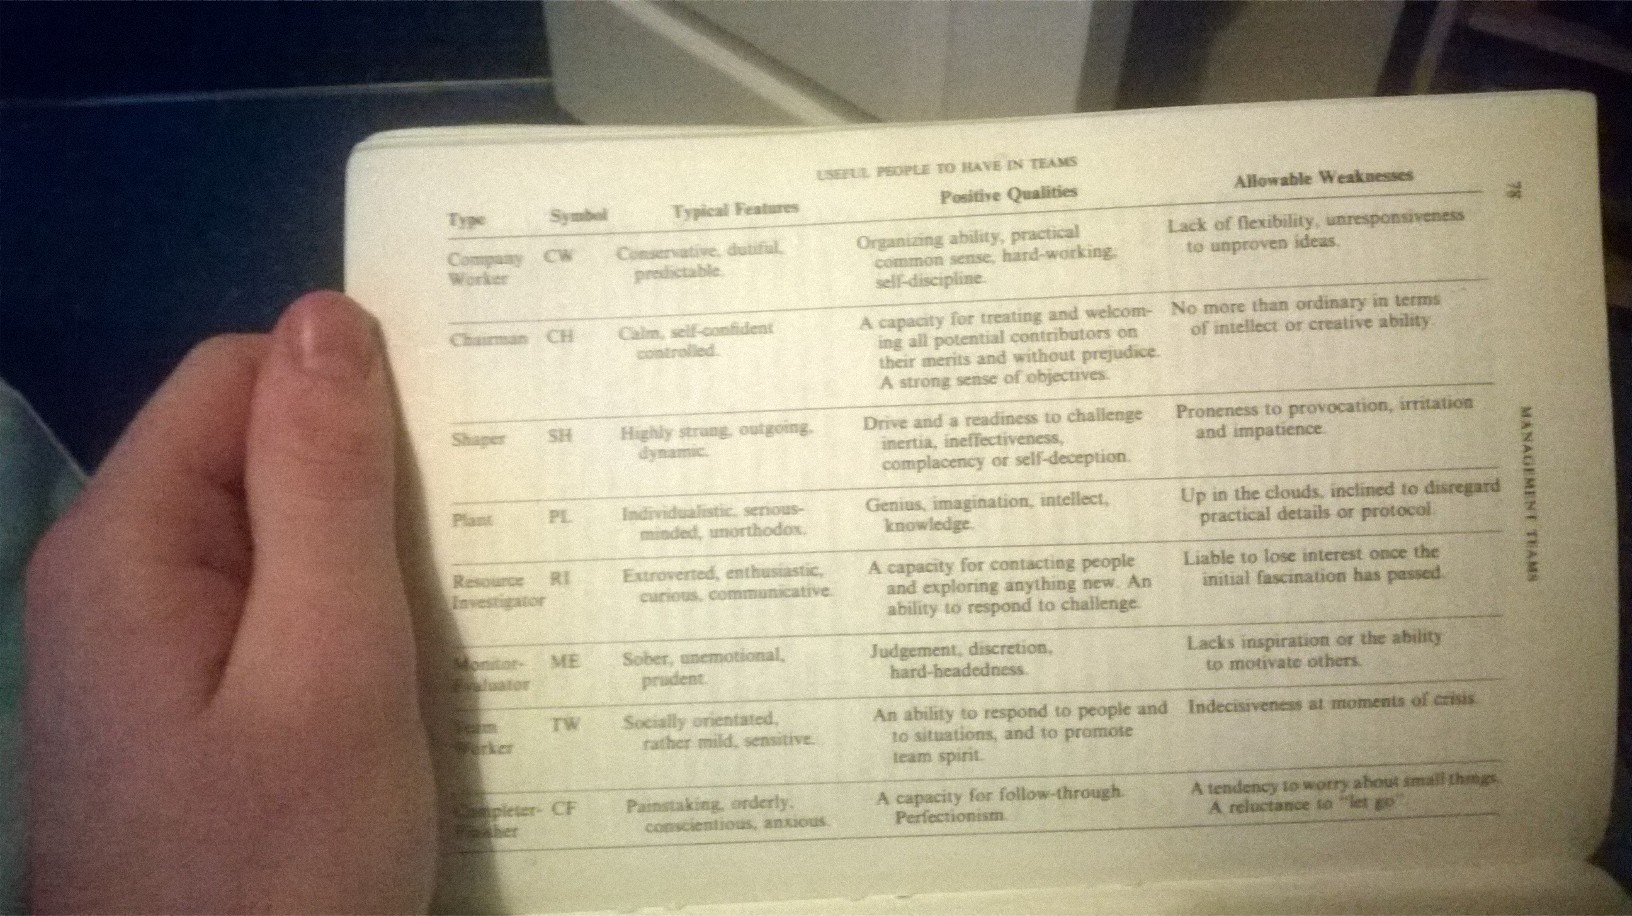 USEFUL PEOPLE TO HAVE IN TEAMS
Type Symbol Typical Features Positive Qualities Allowable Weaknesses
Company Worker CW Conservative, dutiful, predictable. Organizing ability, practical common sense, hard-working, self-discipline. Lack of flexibility, unresponsiveness to unproven ideas.
Chairman CH Calm, self-confident controlled. A capacity for treating and welcom-ing all potential contributors on their merits and without prejudice. A strong sense of objectives. No more than ordinary in terms of intellect or creative ability.
Shaper SH Highly strung, outgoing, dynamic. Drive and a readiness to challenge inertia, ineffectiveness, complacency or self-deception. Proneness to provocation, irritation and impatience.
Plant PL Individualistic, serious-minded, unorthodox. Genius, imagination, intellect, knowledge. Up in the clouds, inclined to disregard practical details or protocol.
Resource Investigator RI Extroverted, enthusiastic, curious, communicative. A capacity for contacting people and exploring anything new. An ability to respond to challenge. Liable to lose interest once the initial fascination has passed.
Monitor-Evaluator ME Sober, unemotional, prudent. Judgement, discretion, hard-headedness. Lacks inspiration or the ability to motivate others.
Team Worker TW Socially orientated, rather mild, sensitive. An ability to respond to people and to situations, and to promote team spirit. Indecisiveness at moments of crisis.
Completer-Finisher CF Painstaking, orderly, conscientious, anxious. A capacity for follow-through. Perfectionism. A tendency to worry about small things. A reluctance to "let go".
78
MANAGEMENT TEAMS